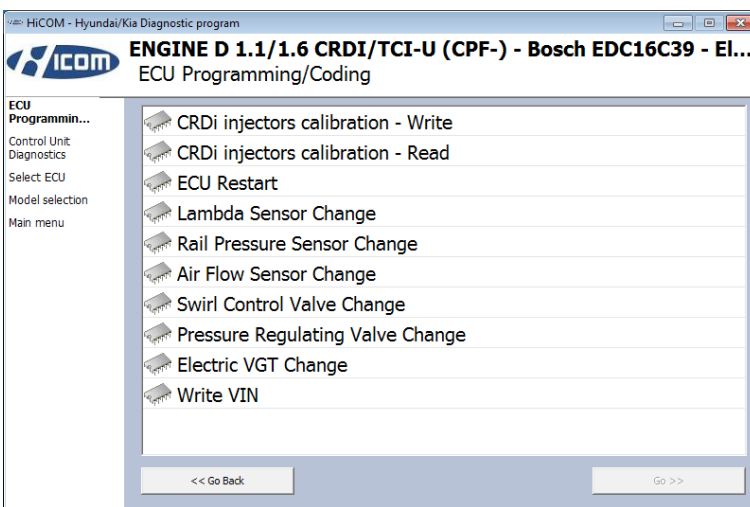 HiCOM - Hyundai/Kia Diagnostic program
Hicom
ENGINE D 1.1/1.6 CRDI/TCI-U (CPF-) - Bosch EDC16C39 - El...
ECU Programming/Coding
ECU
Programmin...
Control Unit
Diagnostics
Select ECU
Model selection
Main menu
CRDi injectors calibration - Write
CRDi injectors calibration - Read
ECU Restart
Lambda Sensor Change
Rail Pressure Sensor Change
Air Flow Sensor Change
Swirl Control Valve Change
Pressure Regulating Valve Change
Electric VGT Change
Write VIN
<< Go Back
Go >>